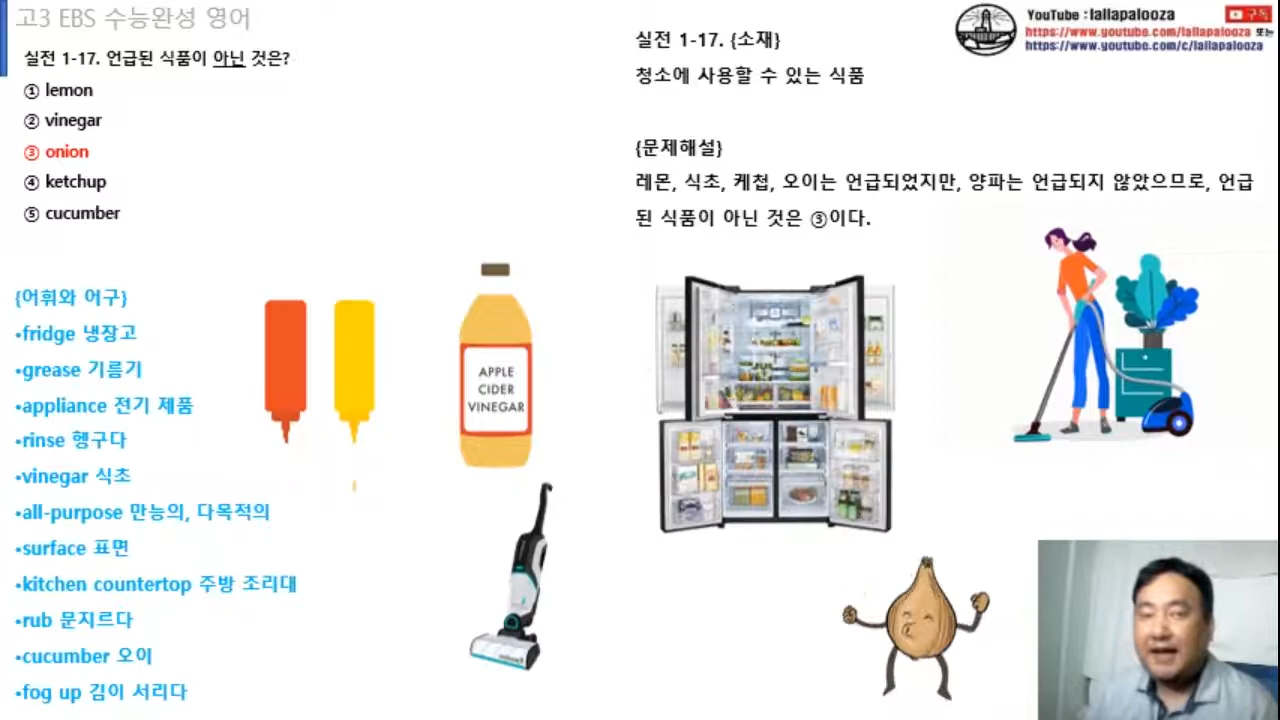 고3 EBS 수능완성 영어
실전 1-17. 언급된 식품이 아닌 것은?
① lemon
② vinegar
③ onion
④ ketchup
⑤ cucumber
{어휘와 어구}
•fridge 냉장고
•grease 기름기
•appliance 전기 제품
•rinse 헹구다
•vinegar 식초
•all-purpose 만능의, 다목적의
•surface 표면
•kitchen countertop 주방 조리대
•rub 문지르다
•cucumber 오이
•fog up 김이 서리다
APPLE
CIDER
VINEGAR
실전 1-17. {소재}
청소에 사용할 수 있는 식품
{문제해설}
레몬, 식초, 케첩, 오이는 언급되었지만, 양파는 언급되지 않았으므로, 언급
된 식품이 아닌 것은 ③이다.
YouTube : lallapalooza 구독
https://www.youtube.com/lallapalooza 또는
https://www.youtube.com/c/lallapalooza